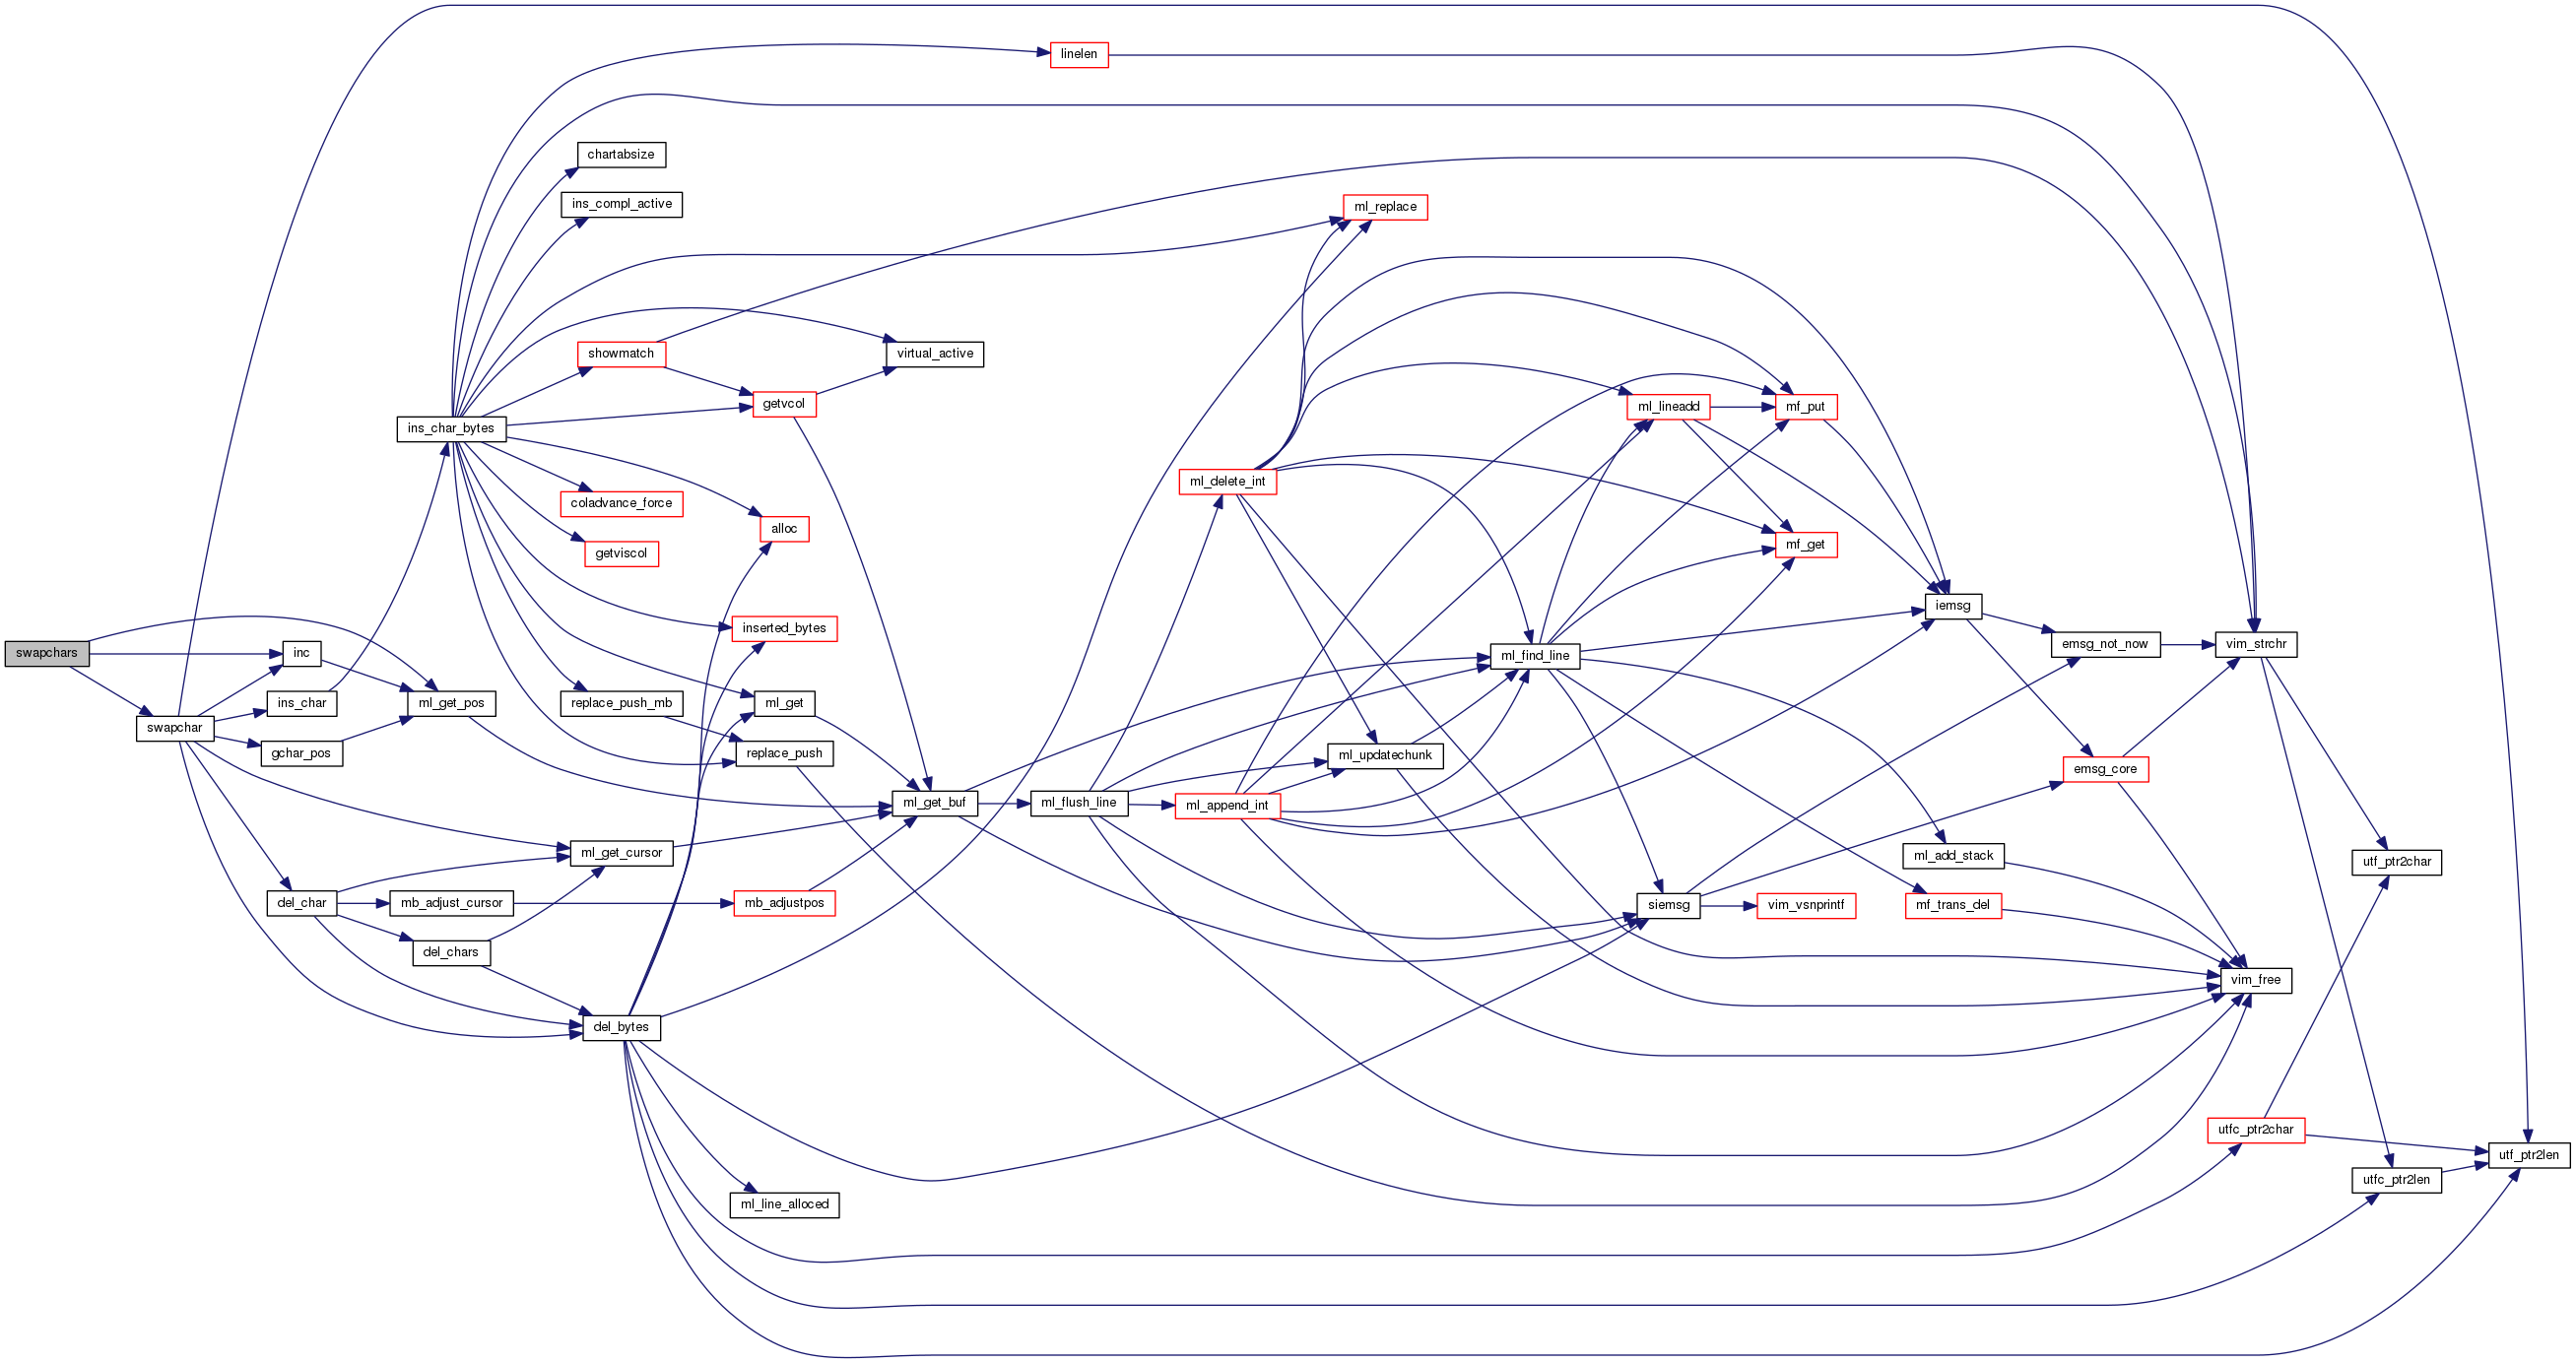 linelen
chartabsize
ins_compl_active
ml_replace
showmatch
virtual_active
getvcol
ml_lineadd
mf_put
ins_char_bytes
ml_delete_int
coladvance_force
alloc
getviscol
mf_get
iemsg
inserted_bytes
swapchars
inc
ml_find_line
emsg_not_now
vim_strchr
ins_char
ml_get_pos
replace_push_mb
ml_get
swapchar
gchar_pos
replace_push
ml_updatechunk
emsg_core
ml_get_buf
ml_flush_line
ml_append_int
ml_get_cursor
ml_add_stack
utf_ptr2char
del_char
mb_adjust_cursor
mb_adjustpos
siemsg
vim_vsnprintf
mf_trans_del
del_chars
vim_free
del_bytes
utfc_ptr2char
utf_ptr2len
utfc_ptr2len
ml_line_alloced